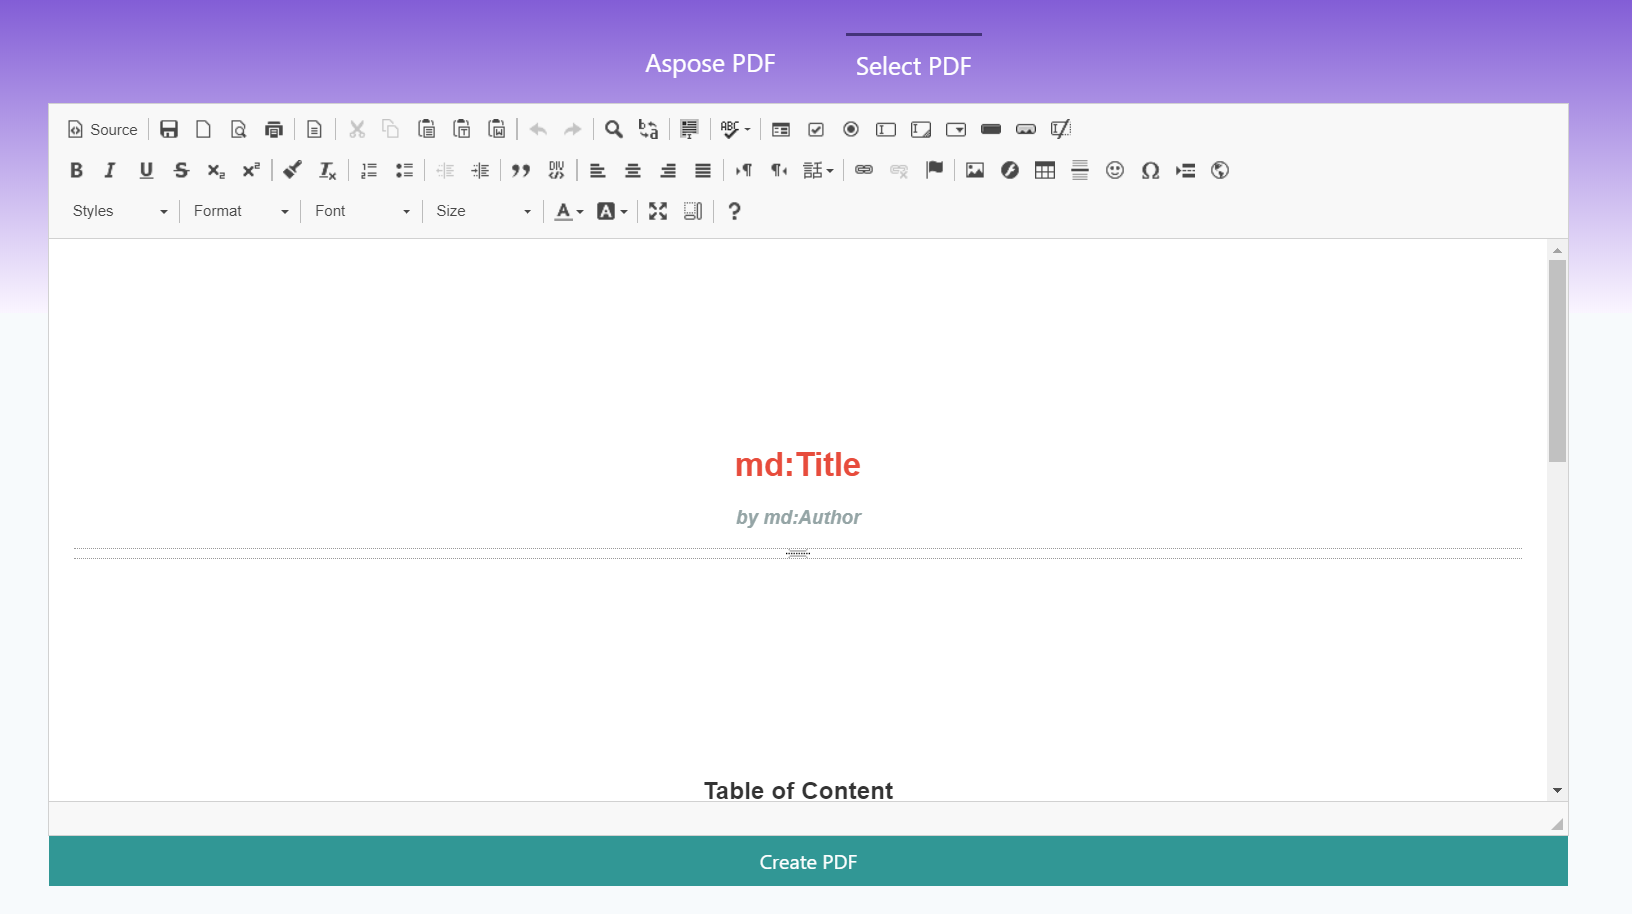 Aspose PDF
Select PDF
Source
Styles
Format
Font
Size
md:Title
by md:Author
Table of Content
Create PDF